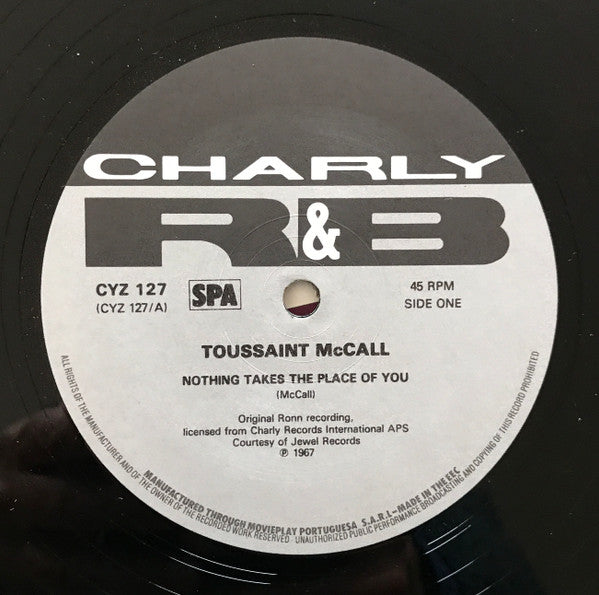 CHARLY
R&B
CYZ 127
(CYZ 127/A)
SPA
45 RPM
SIDE ONE
TOUSSAINT McCALL
NOTHING TAKES THE PLACE OF YOU
(McCall)
Original Ronn recording,
licensed from Charly Records International APS
Courtesy of Jewel Records
℗ 1967
ALL RIGHTS OF THE MANUFACTURER AND OF THE OWNER OF THE RECORDED WORK RESERVED. UNAUTHORIZED PUBLIC PERFORMANCE BROADCASTING AND COPYING OF THIS RECORD PROHIBITED
MANUFACTURED THROUGH MOVIEPLAY PORTUGUESA S.A.R.L-MADE IN THE EEC